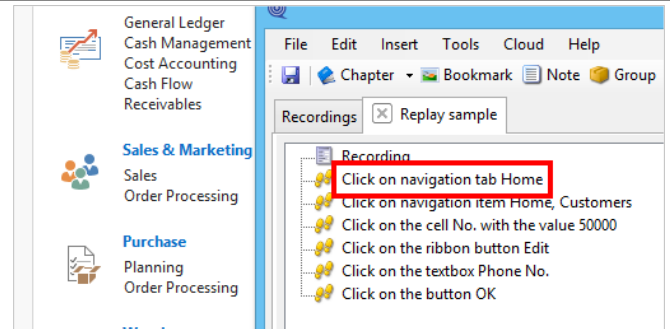 General Ledger
Cash Management
Cost Accounting
Cash Flow
Receivables
Sales & Marketing
Sales
Order Processing
Purchase
Planning
Order Processing
File Edit Insert Tools Cloud Help
Chapter Bookmark Note Group
Recordings Replay sample
Recording
Click on navigation tab Home
Click on navigation item Home, Customers
Click on the cell No. with the value 50000
Click on the ribbon button Edit
Click on the textbox Phone No.
Click on the button OK